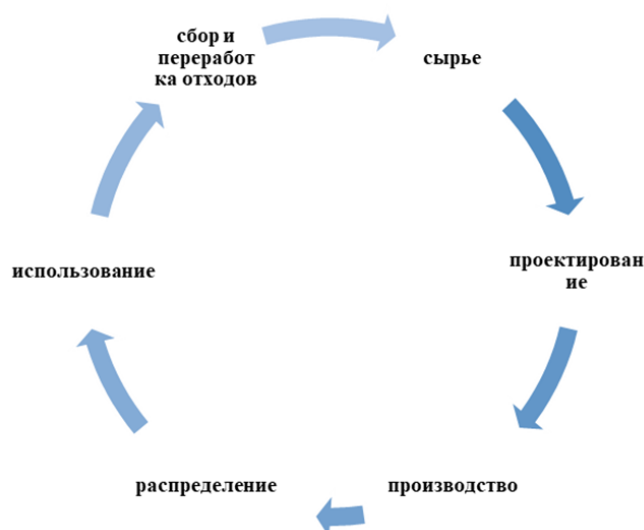 сбор и
переработ
ка отходов
сырье
проектирован
ие
производство
распределение
использование